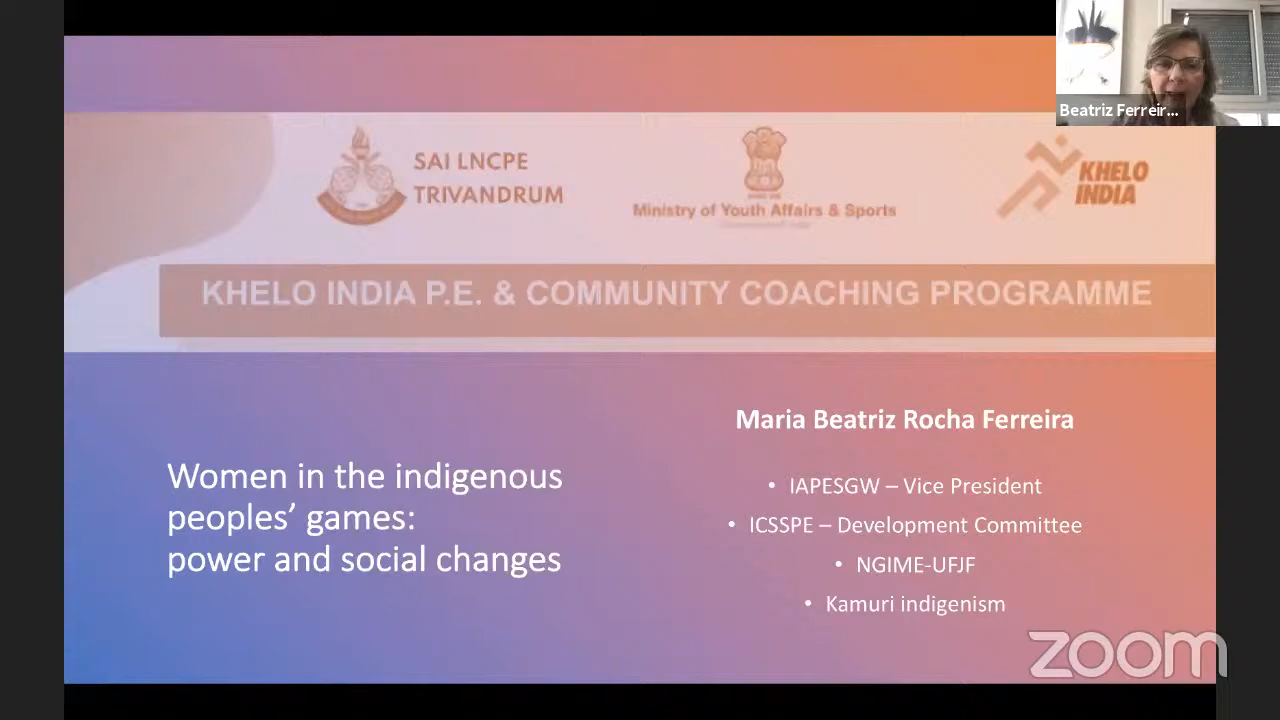 Beatriz Ferreir...
SAI LNCPE
TRIVANDRUM
Ministry of Youth Affairs & Sports
KHELO
INDIA
KHELO INDIA P.E. & COMMUNITY COACHING PROGRAMME
Women in the indigenous
peoples’ games:
power and social changes
Maria Beatriz Rocha Ferreira
• IAPESGW – Vice President
• ICSSPE – Development Committee
• NGIME-UFJF
• Kamuri indigenism
zoom